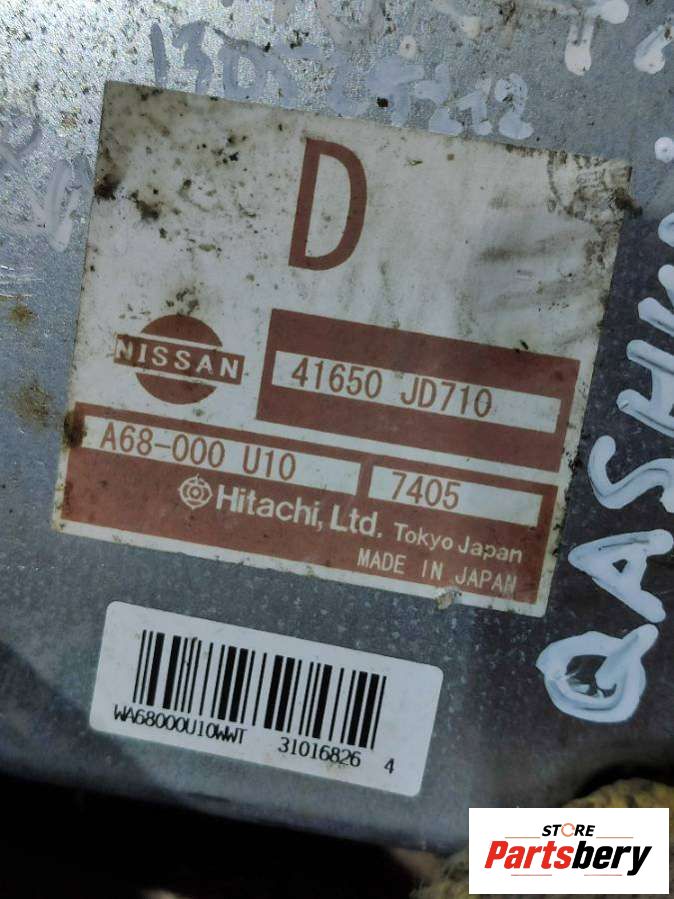 D
NISSAN
41650 JD710
A68-000 U10
7405
Hitachi, Ltd. Tokyo Japan
MADE IN JAPAN
WA68000U10WWT 31016826 4
QASHK
STORE
Partsbery